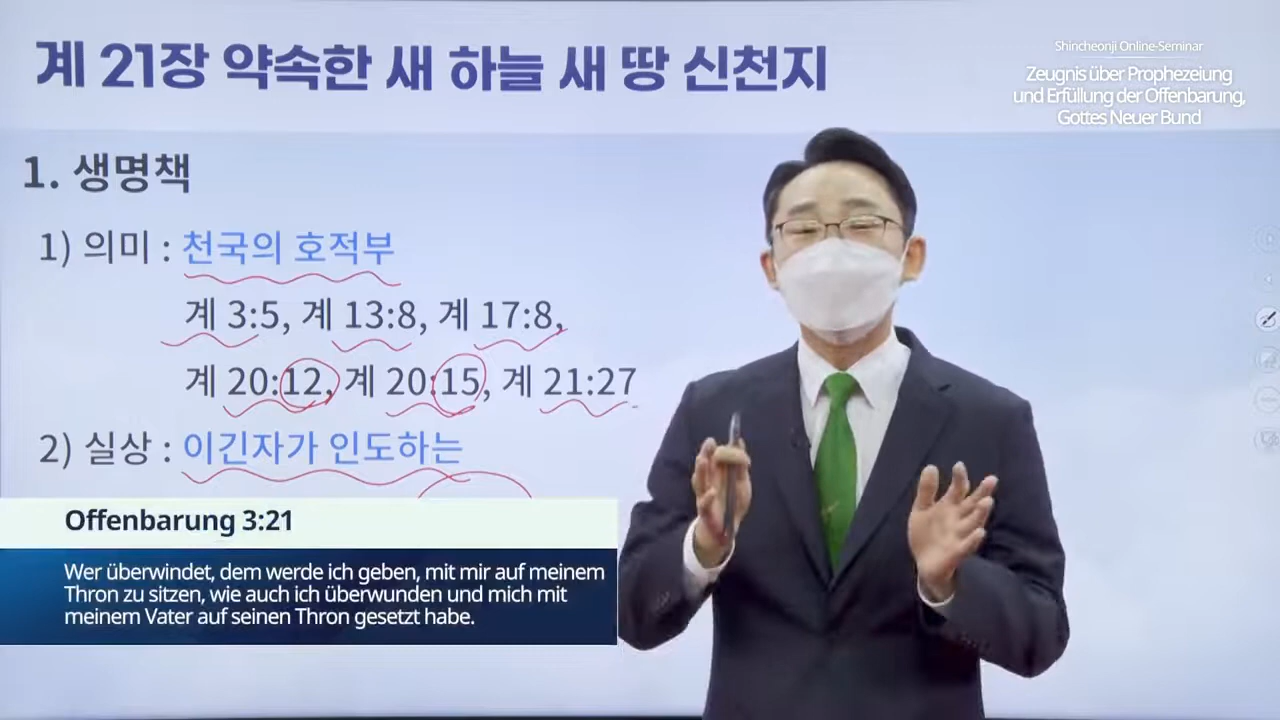 계 21장 약속한 새 하늘 새 땅 신천지
Shincheonji Online-Seminar
Zeugnis über Prophezeiung
und Erfüllung der Offenbarung,
Gottes Neuer Bund
1. 생명책
1) 의미 : 천국의 호적부
계 3:5, 계 13:8, 계 17:8,
계 20:12, 계 20:15, 계 21:27
2) 실상 : 이긴자가 인도하는
Offenbarung 3:21
Wer überwindet, dem werde ich geben, mit mir auf meinem
Thron zu sitzen, wie auch ich überwunden und mich mit
meinem Vater auf seinen Thron gesetzt habe.